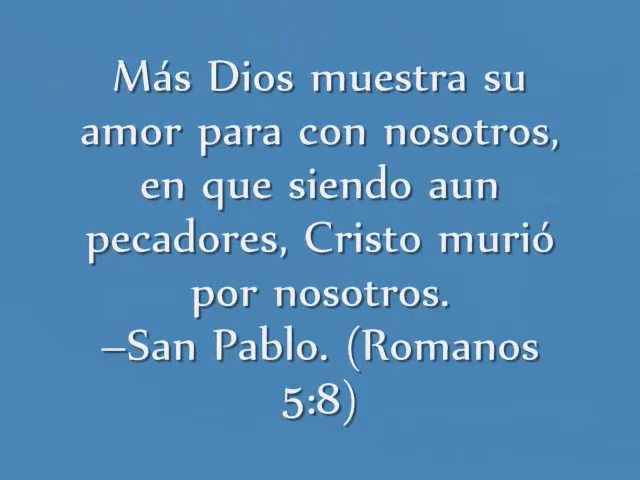 Más Dios muestra su
amor para con nosotros,
en que siendo aun
pecadores, Cristo murió
por nosotros.
–San Pablo. (Romanos
5:8)